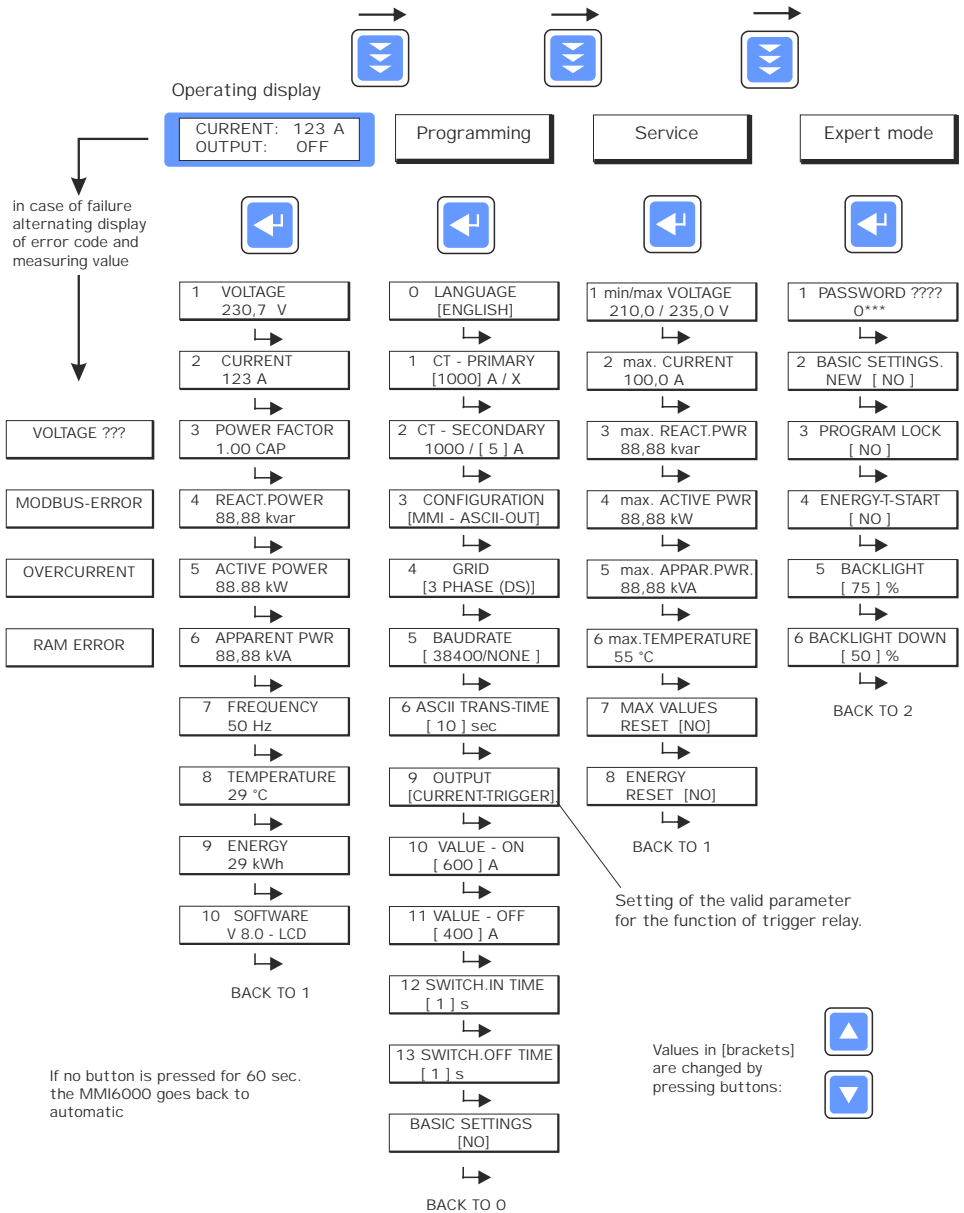 Operating display
CURRENT: 123 A
OUTPUT: OFF
Programming
Service
Expert mode
in case of failure
alternating display
of error code and
measuring value
VOLTAGE ???
MODBUS-ERROR
OVERCURRENT
RAM ERROR
1 VOLTAGE
230,7 V
2 CURRENT
123 A
3 POWER FACTOR
1.00 CAP
4 REACT.POWER
88,88 kvar
5 ACTIVE POWER
88.88 kW
6 APPARENT PWR
88,88 kVA
7 FREQUENCY
50 Hz
8 TEMPERATURE
29 °C
9 ENERGY
29 kWh
10 SOFTWARE
V 8.0 - LCD
BACK TO 1
0 LANGUAGE
[ENGLISH]
1 CT - PRIMARY
[1000] A / X
2 CT - SECONDARY
1000 / [ 5 ] A
3 CONFIGURATION
[MMI - ASCII-OUT]
4 GRID
[3 PHASE (DS)]
5 BAUDRATE
[ 38400/NONE ]
6 ASCII TRANS-TIME
[ 10 ] sec
9 OUTPUT
[CURRENT-TRIGGER]
10 VALUE - ON
[ 600 ] A
11 VALUE - OFF
[ 400 ] A
12 SWITCH.IN TIME
[ 1 ] s
13 SWITCH.OFF TIME
[ 1 ] s
BASIC SETTINGS
[NO]
BACK TO 0
1 min/max VOLTAGE
210,0 / 235,0 V
2 max. CURRENT
100,0 A
3 max. REACT.PWR
88,88 kvar
4 max. ACTIVE PWR
88,88 kW
5 max. APPAR.PWR.
88,88 kVA
6 max.TEMPERATURE
55 °C
7 MAX VALUES
RESET [NO]
8 ENERGY
RESET [NO]
BACK TO 1
1 PASSWORD ????
0***
2 BASIC SETTINGS.
NEW [ NO ]
3 PROGRAM LOCK
[ NO ]
4 ENERGY-T-START
[ NO ]
5 BACKLIGHT
[ 75 ] %
6 BACKLIGHT DOWN
[ 50 ] %
BACK TO 2
Setting of the valid parameter
for the function of trigger relay.
If no button is pressed for 60 sec.
the MMI6000 goes back to
automatic
Values in [brackets]
are changed by
pressing buttons: